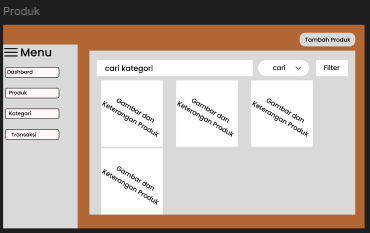 Produk
Tambah Produk
Menu
Dashbord
Produk
Kategori
Transaksi
cari kategori
cari
Filter
Gambar dan
Keterangan Produk
Gambar dan
Keterangan Produk
Gambar dan
Keterangan Produk
Gambar dan
Keterangan Produk